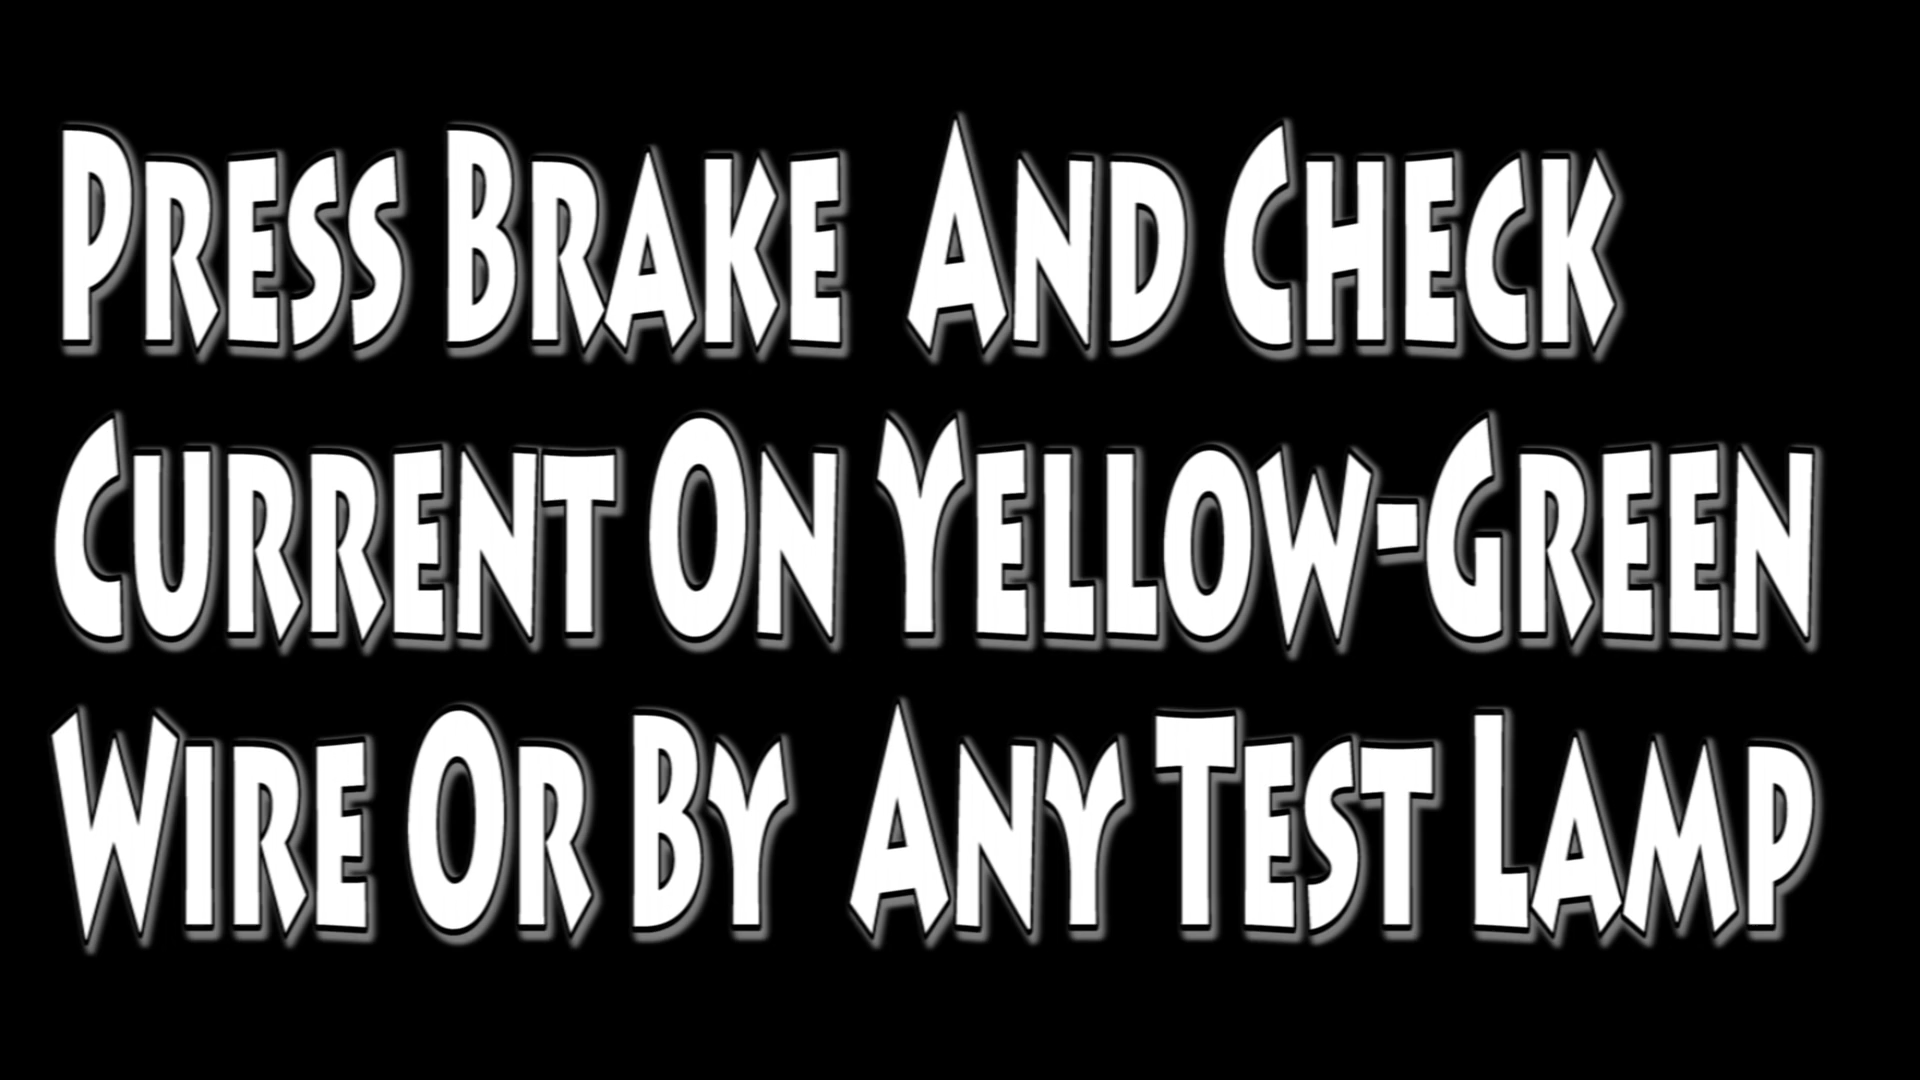 Press Brake And Check
Current On Yellow-Green
Wire Or By Any Test Lamp